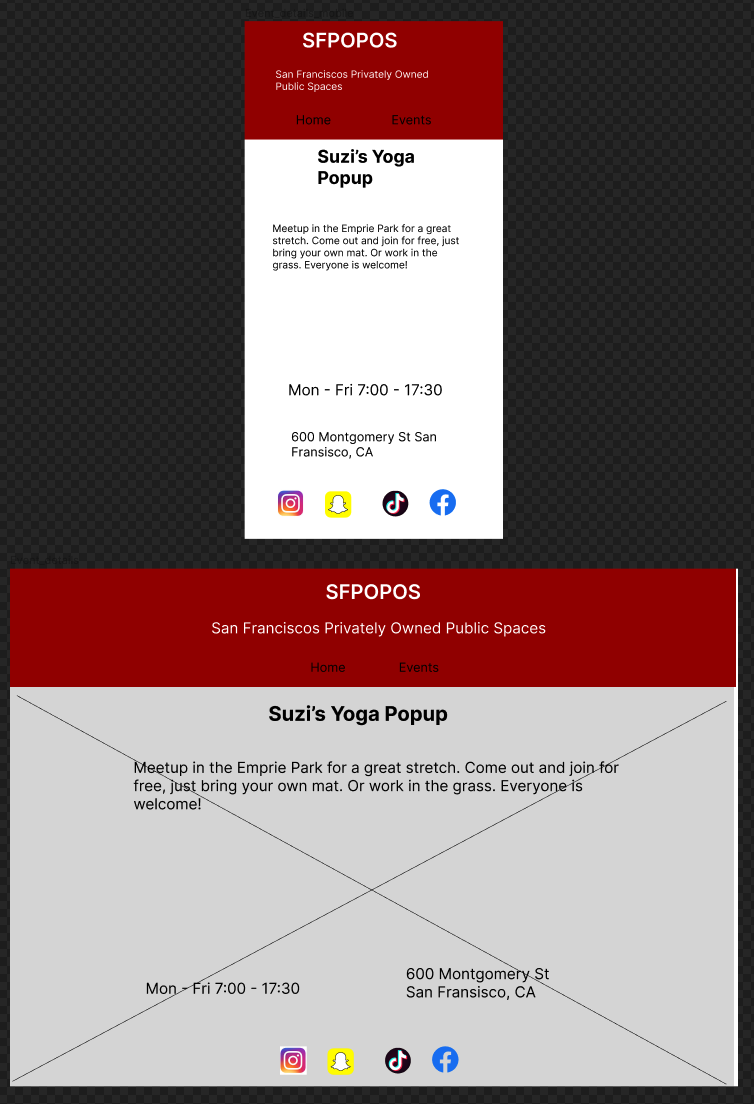 SFPOPOS
San Franciscos Privately Owned
Public Spaces
Home Events
Suzi’s Yoga
Popup
Meetup in the Emprie Park for a great
stretch. Come out and join for free, just
bring your own mat. Or work in the
grass. Everyone is welcome!
Mon - Fri 7:00 - 17:30
600 Montgomery St San
Fransisco, CA
SFPOPOS
San Franciscos Privately Owned Public Spaces
Home Events
Suzi’s Yoga Popup
Meetup in the Emprie Park for a great stretch. Come out and join for
free, just bring your own mat. Or work in the grass. Everyone is
welcome!
Mon - Fri 7:00 - 17:30
600 Montgomery St
San Fransisco, CA